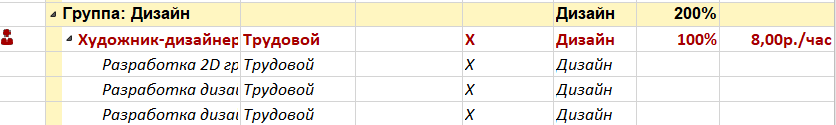 Группа: Дизайн Дизайн 200%
Художник-дизайнер Трудовой Х Дизайн 100% 8,00р./час
Разработка 2D гр Трудовой Х Дизайн
Разработка дизаі Трудовой Х Дизайн
Разработка дизаі Трудовой Х Дизайн